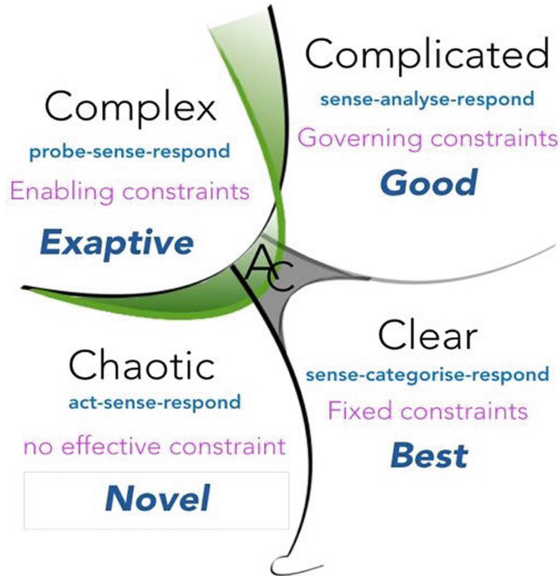 Complex
probe-sense-respond
Enabling constraints
Exaptive
Complicated
sense-analyse-respond
Governing constraints
Good
A
C
Chaotic
act-sense-respond
no effective constraint
Novel
Clear
sense-categorise-respond
Fixed constraints
Best